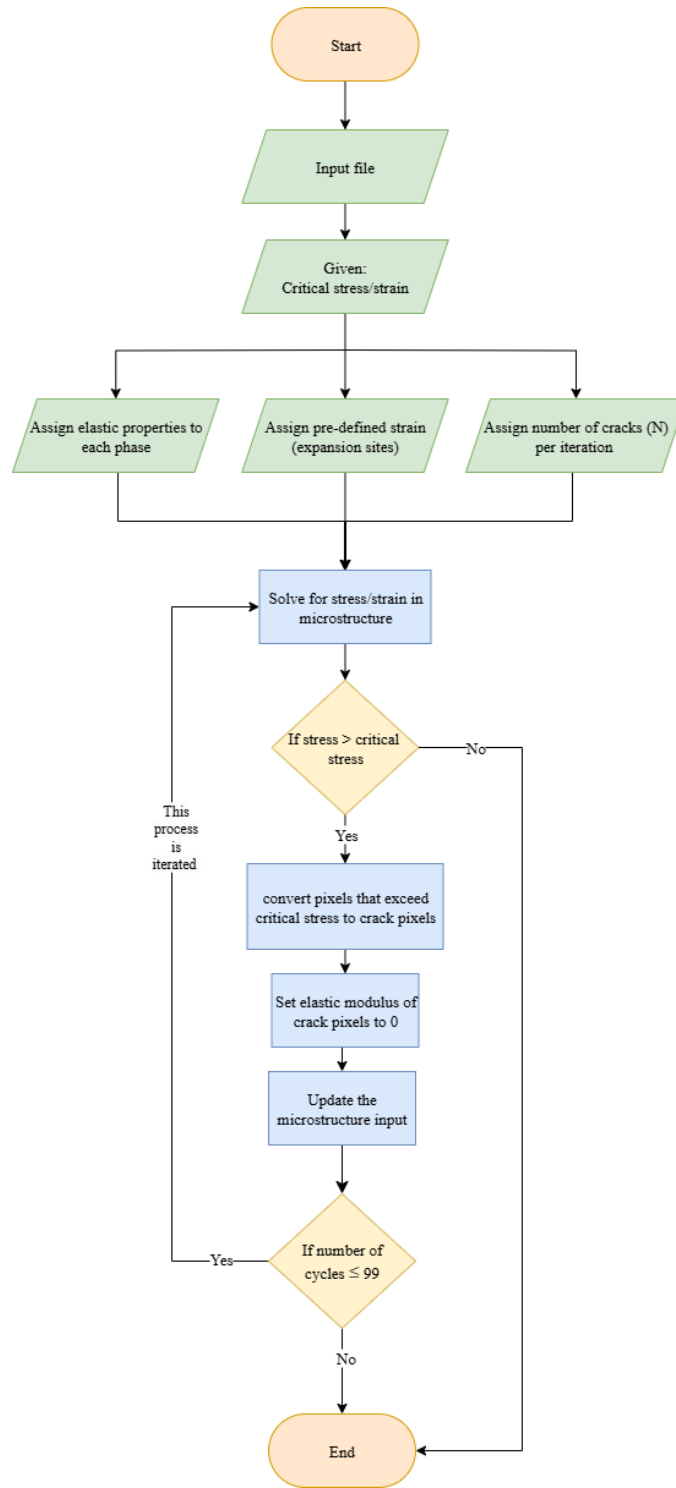 Start
Input file
Given:
Critical stress/strain
Assign elastic properties to
each phase
Assign pre-defined strain
(expansion sites)
Assign number of cracks (N)
per iteration
Solve for stress/strain in
microstructure
If stress > critical
stress
No
Yes
This
process
is
iterated
convert pixels that exceed
critical stress to crack pixels
Set elastic modulus of
crack pixels to 0
Update the
microstructure input
If number of
cycles ≤ 99
Yes
No
End